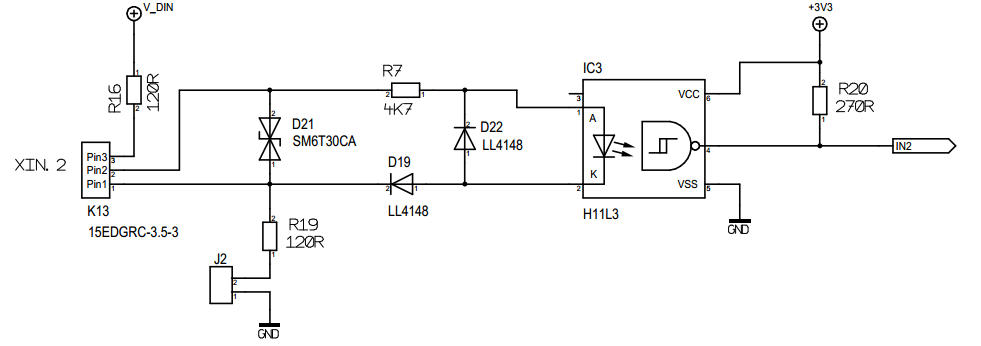 V_DIN
+3V3
R16
120R
1
2
R7
2
1
4K7
IC3
3
1
A
VCC
6
2
R20
270R
1
D21
SM6T30CA
2
1
D22
LL4148
2
1
4
IN2
XIN. 2
Pin3
3
Pin2
2
Pin1
1
K13
15EDGRC-3.5-3
D19
2
1
LL4148
K
2
VSS
5
H11L3
GND
2
R19
120R
1
J2
2
1
GND